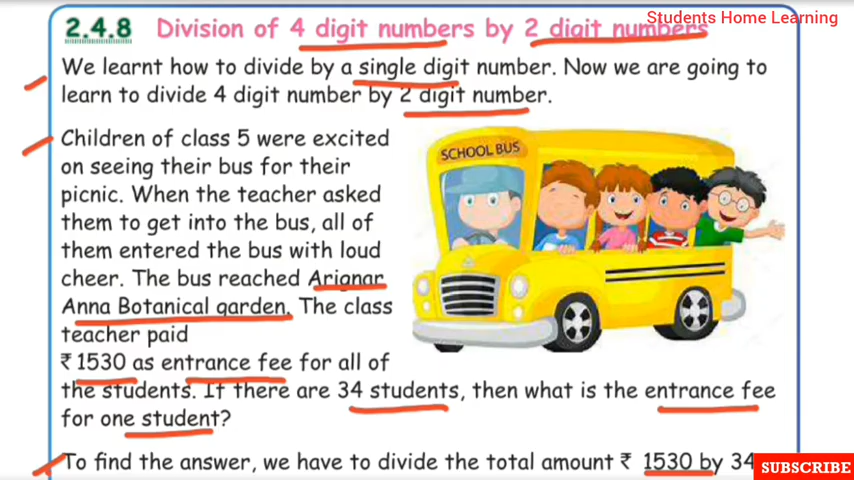 Students Home Learning
2.4.8 Division of 4 digit numbers by 2 digit numbers
We learnt how to divide by a single digit number. Now we are going to
learn to divide 4 digit number by 2 digit number.
Children of class 5 were excited
on seeing their bus for their
picnic. When the teacher asked
them to get into the bus, all of
them entered the bus with loud
cheer. The bus reached Arignar
Anna Botanical garden. The class
teacher paid
₹ 1530 as entrance fee for all of
the students. If there are 34 students, then what is the entrance fee
for one student?
SCHOOL BUS
To find the answer, we have to divide the total amount ₹ 1530 by 34
SUBSCRIBE